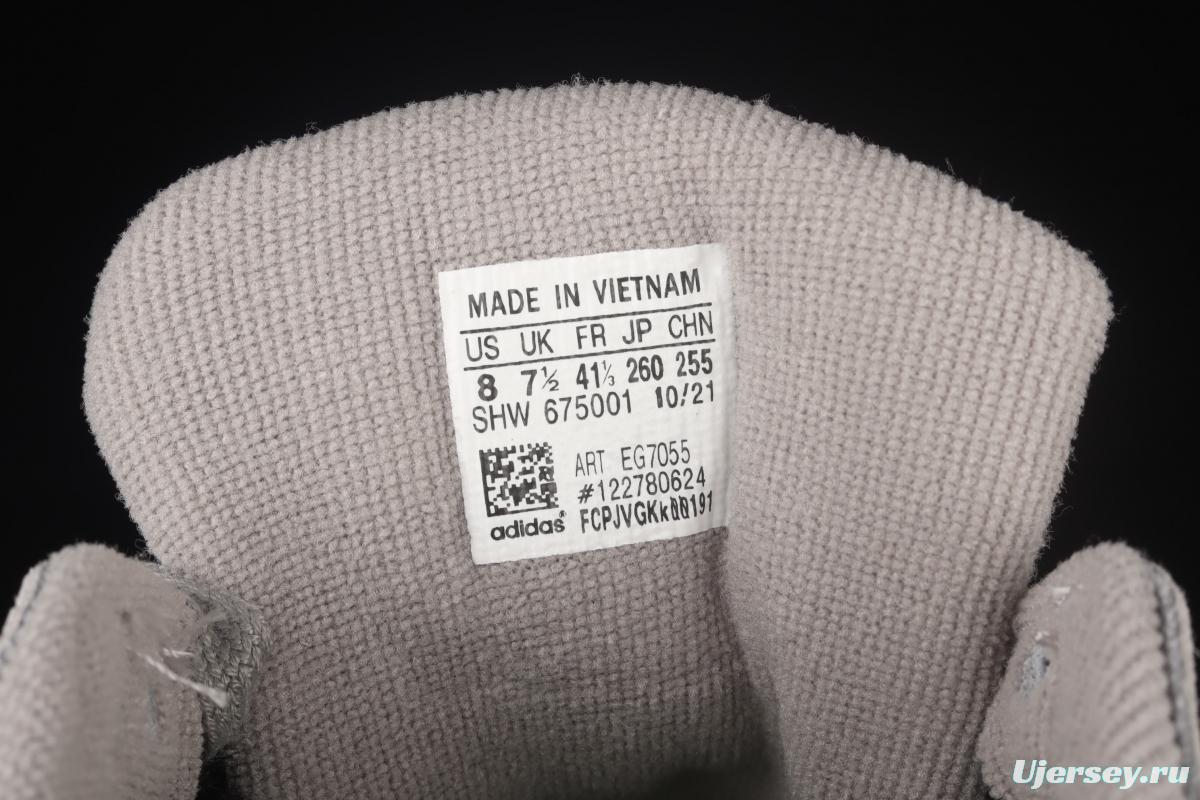 MADE IN VIETNAM
US UK FR JP CHN
8 7½ 41⅓ 260 255
SHW 675001 10/21
ART EG7055
#122780624
adidas® FCPJVGKk00191
Ujersey.ru